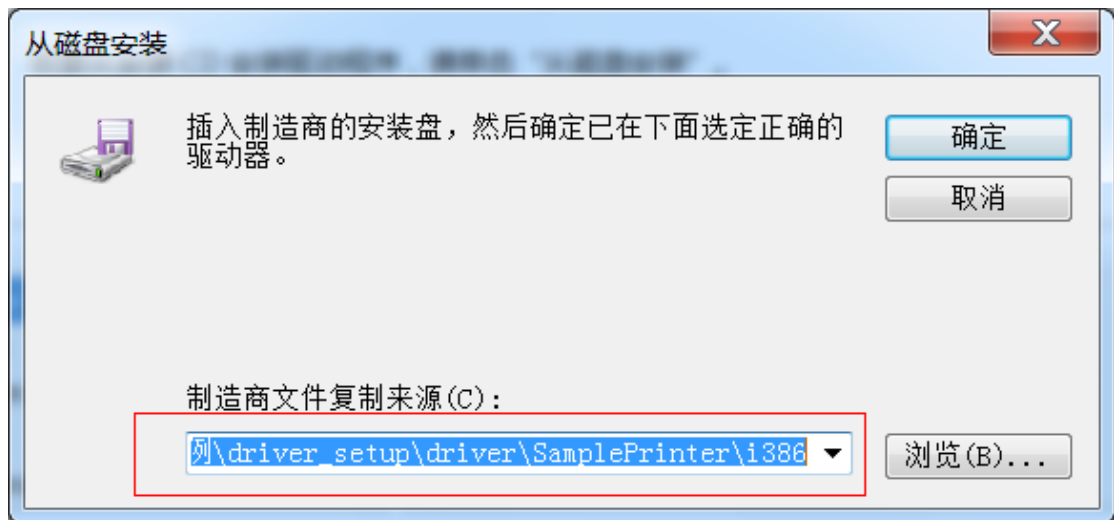 从磁盘安装
插入制造商的安装盘，然后确定已在下面选定正确的
驱动器。
确定
取消
制造商文件复制来源(C):
列\driver_setup\driver\SamplePrinter\i386
浏览(B)...